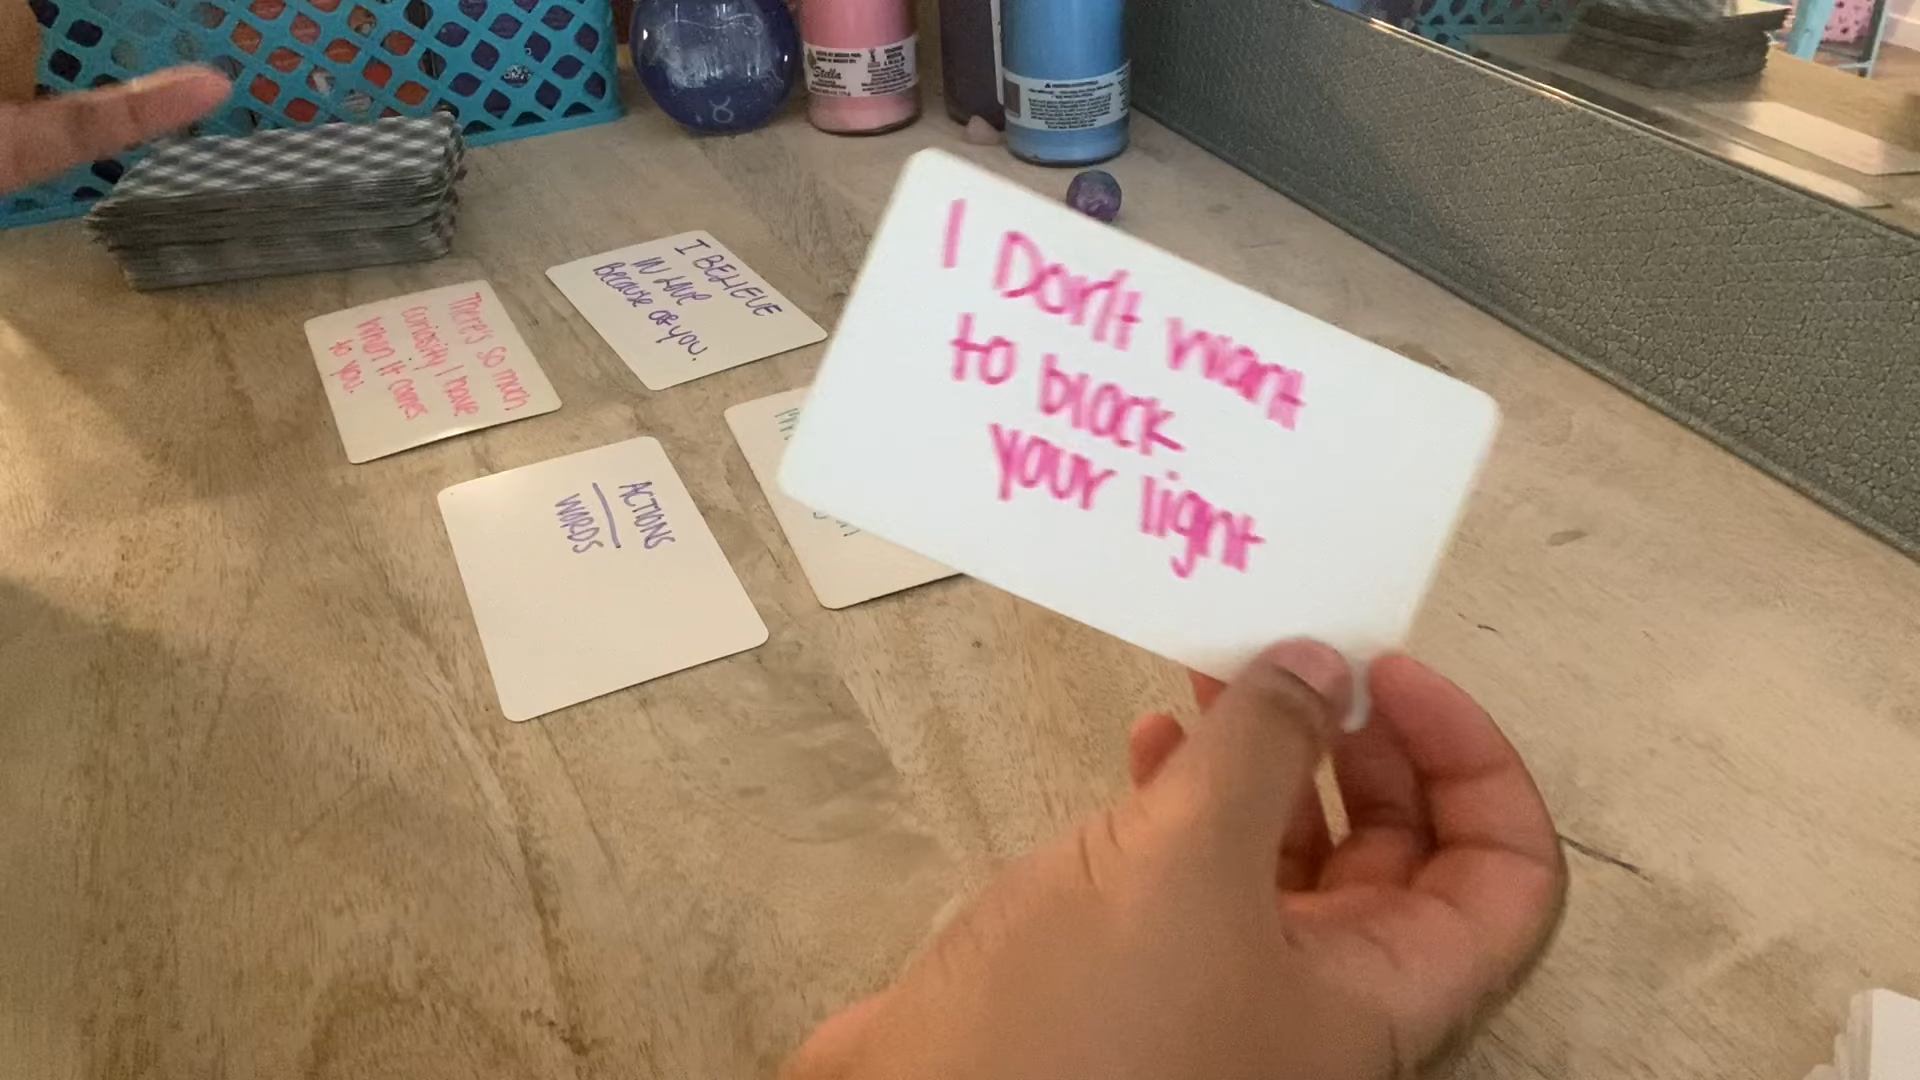 There's so much
curiosity I have
when it comes
to you.
I BELIEVE
IN LOVE
Because of you.
ACTIONS
WORDS
I Don't want
to block
your light
Stella